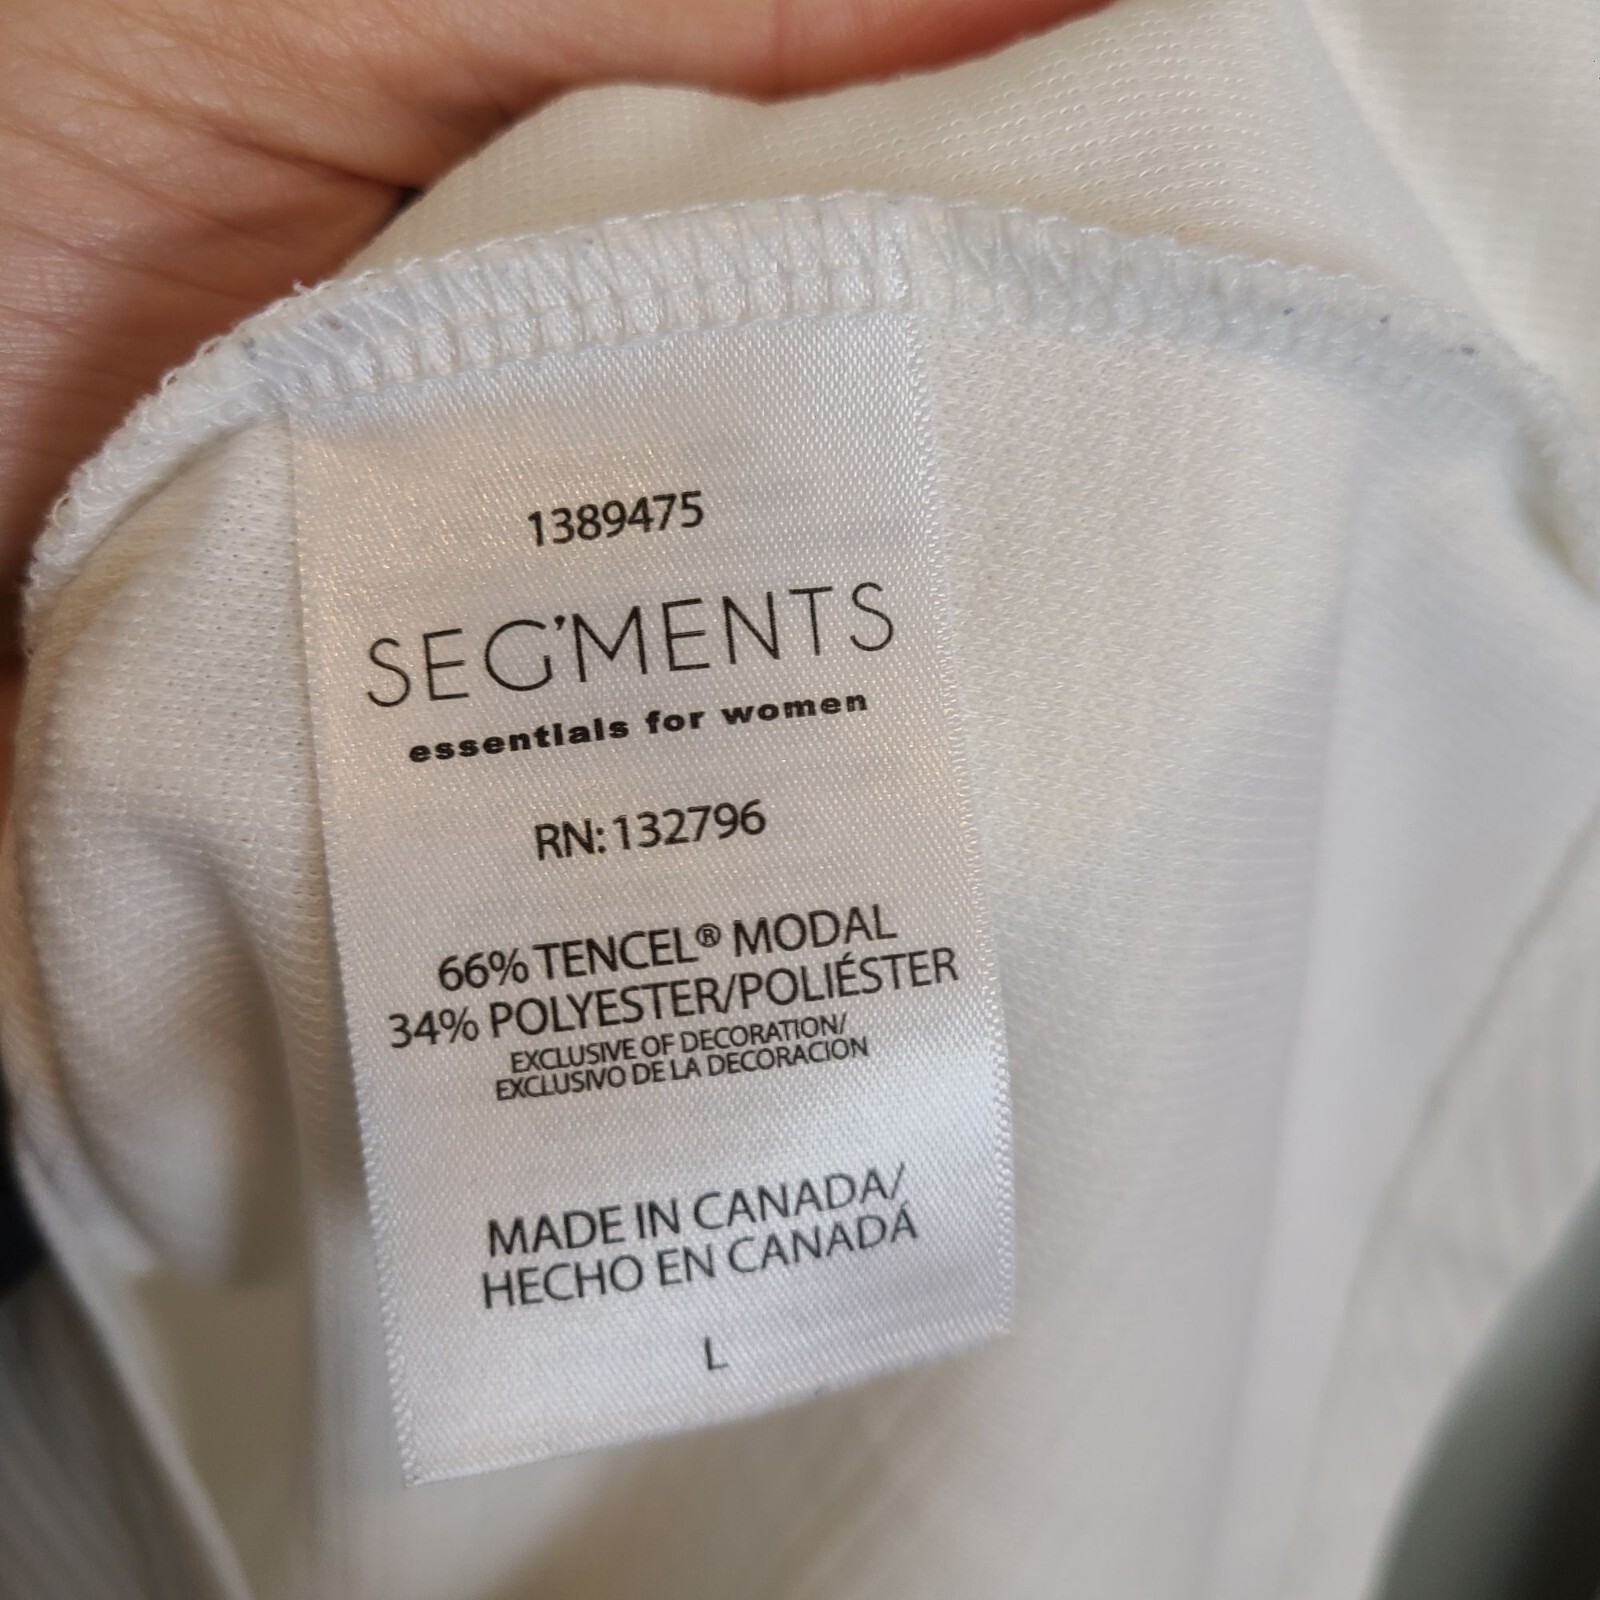 1389475
SEG'MENTS
essentials for women
RN: 132796
66% TENCEL® MODAL
34% POLYESTER/POLIÉSTER
EXCLUSIVE OF DECORATION/
EXCLUSIVO DE LA DECORACION
MADE IN CANADA/
HECHO EN CANADÁ
L